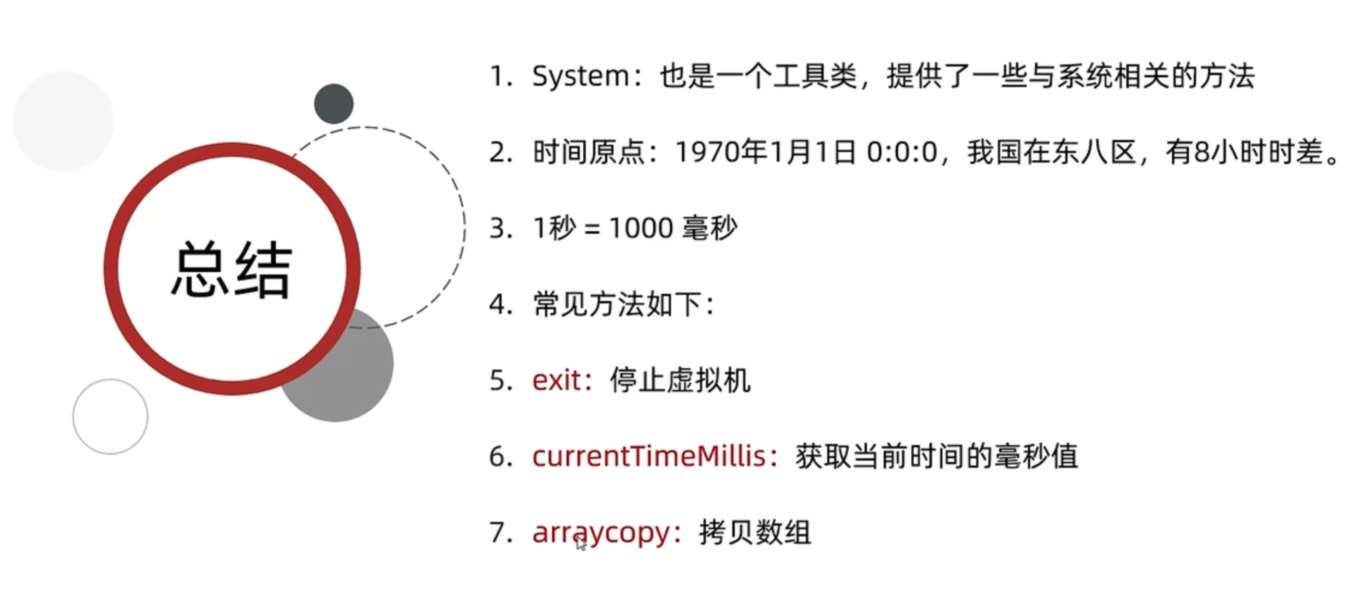 总结
1. System：也是一个工具类，提供了一些与系统相关的方法
2. 时间原点：1970年1月1日 0:0:0，我国在东八区，有8小时时差。
3. 1秒 = 1000 毫秒
4. 常见方法如下：
5. exit：停止虚拟机
6. currentTimeMillis：获取当前时间的毫秒值
7. arraycopy：拷贝数组